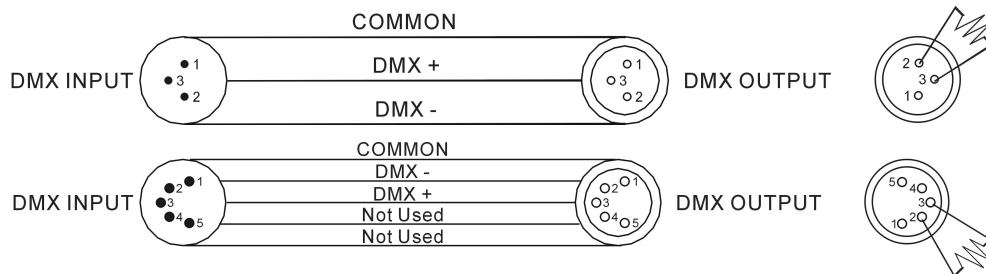 COMMON
DMX INPUT
1
3
2
DMX +
DMX -
1
3
2
DMX OUTPUT
2
3
1
DMX INPUT
1
2
3
4
5
COMMON
DMX -
DMX +
Not Used
Not Used
1
2
3
4
5
DMX OUTPUT
5
4
3
2
1